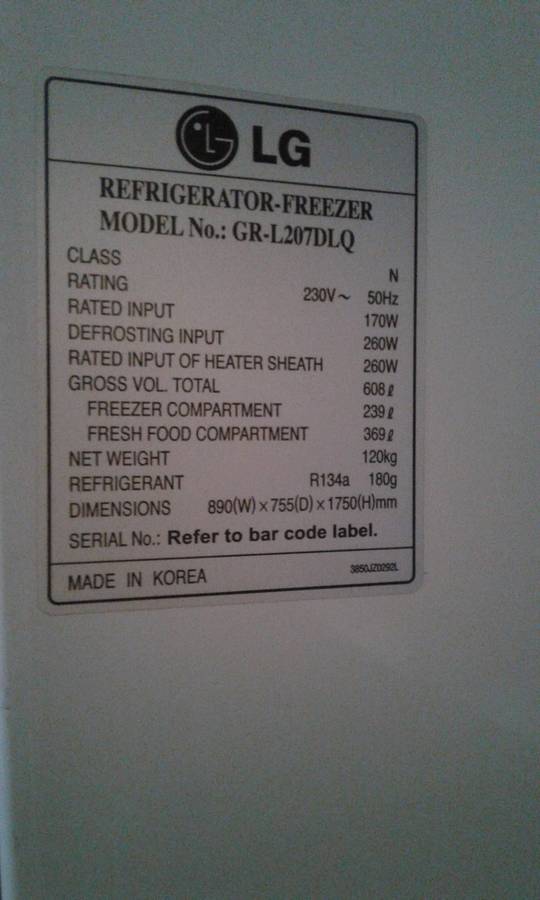 LG
REFRIGERATOR-FREEZER
MODEL No.: GR-L207DLQ
CLASS N
RATING 230V~ 50Hz
RATED INPUT 170W
DEFROSTING INPUT 260W
RATED INPUT OF HEATER SHEATH 260W
GROSS VOL. TOTAL 608ℓ
FREEZER COMPARTMENT 239ℓ
FRESH FOOD COMPARTMENT 369ℓ
NET WEIGHT 120kg
REFRIGERANT R134a 180g
DIMENSIONS 890(W)×755(D)×1750(H)mm
SERIAL No.: Refer to bar code label.
MADE IN KOREA 3850JZ0292L